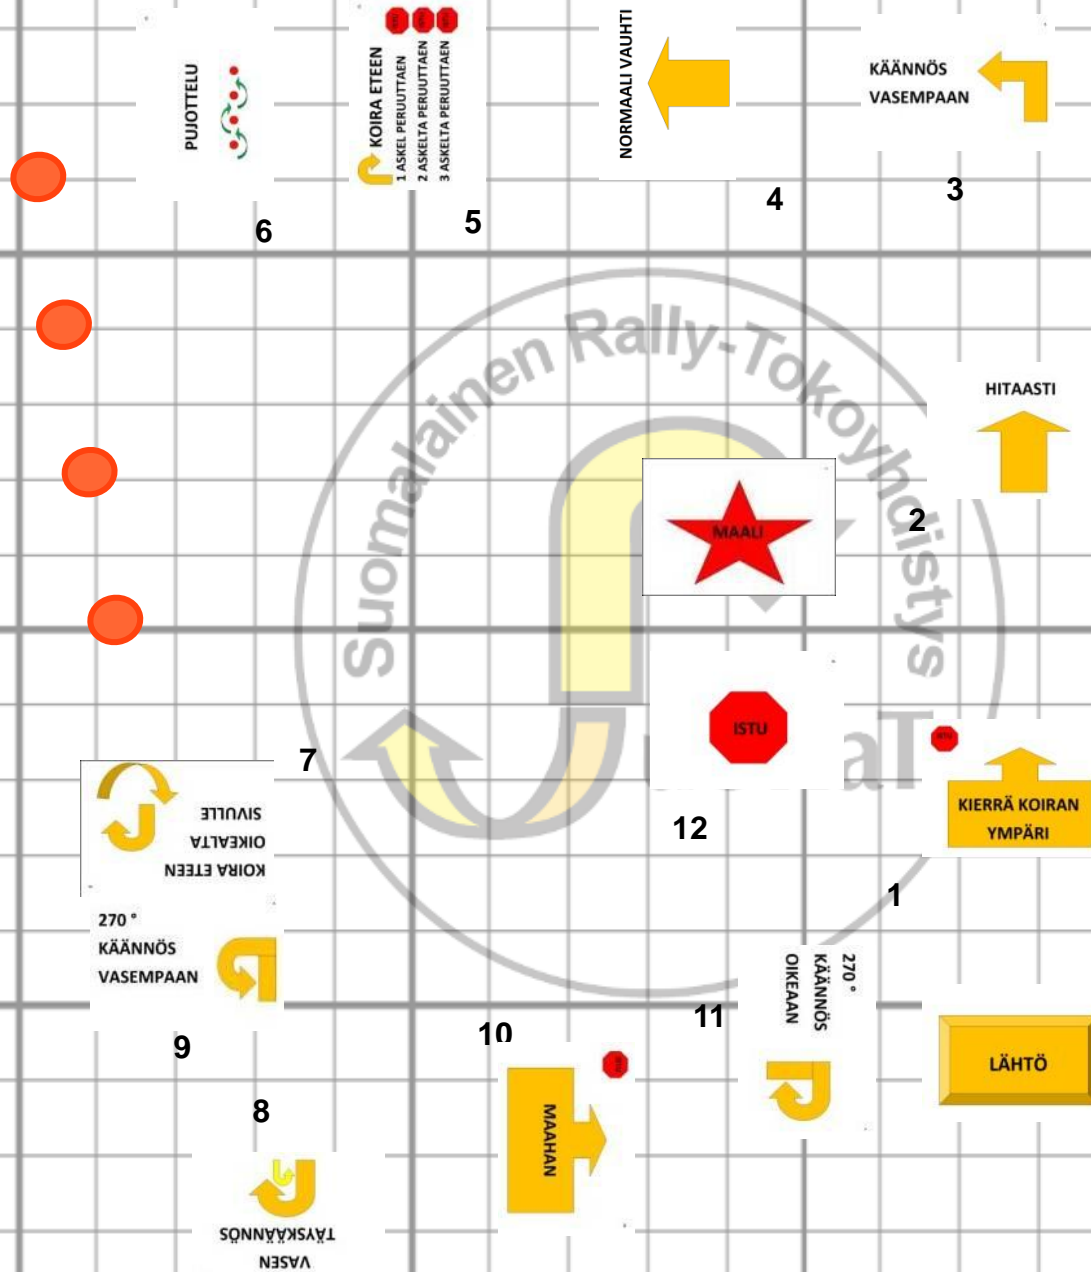 PUJOTTELU
6
KOIRA ETEEN
1 ASKEL PERUUTTAEN
2 ASKELTA PERUUTTAEN
3 ASKELTA PERUUTTAEN
5
NORMAALI VAUHTI
4
KÄÄNNÖS
VASEMPAAN
3
HITAASTI
2
Suomalainen Rally-Tokoyhdistys
MAALI
ISTU
12
KIERRÄ KOIRAN
YMPÄRI
1
7
KOIRA ETEEN
OIKEALTA
SIVULLE
270 °
KÄÄNNÖS
VASEMPAAN
9
8
VASEN
TÄYSKÄÄNNÖS
10
MAAHAN
11
270 °
KÄÄNNÖS
OIKEAAN
LÄHTÖ